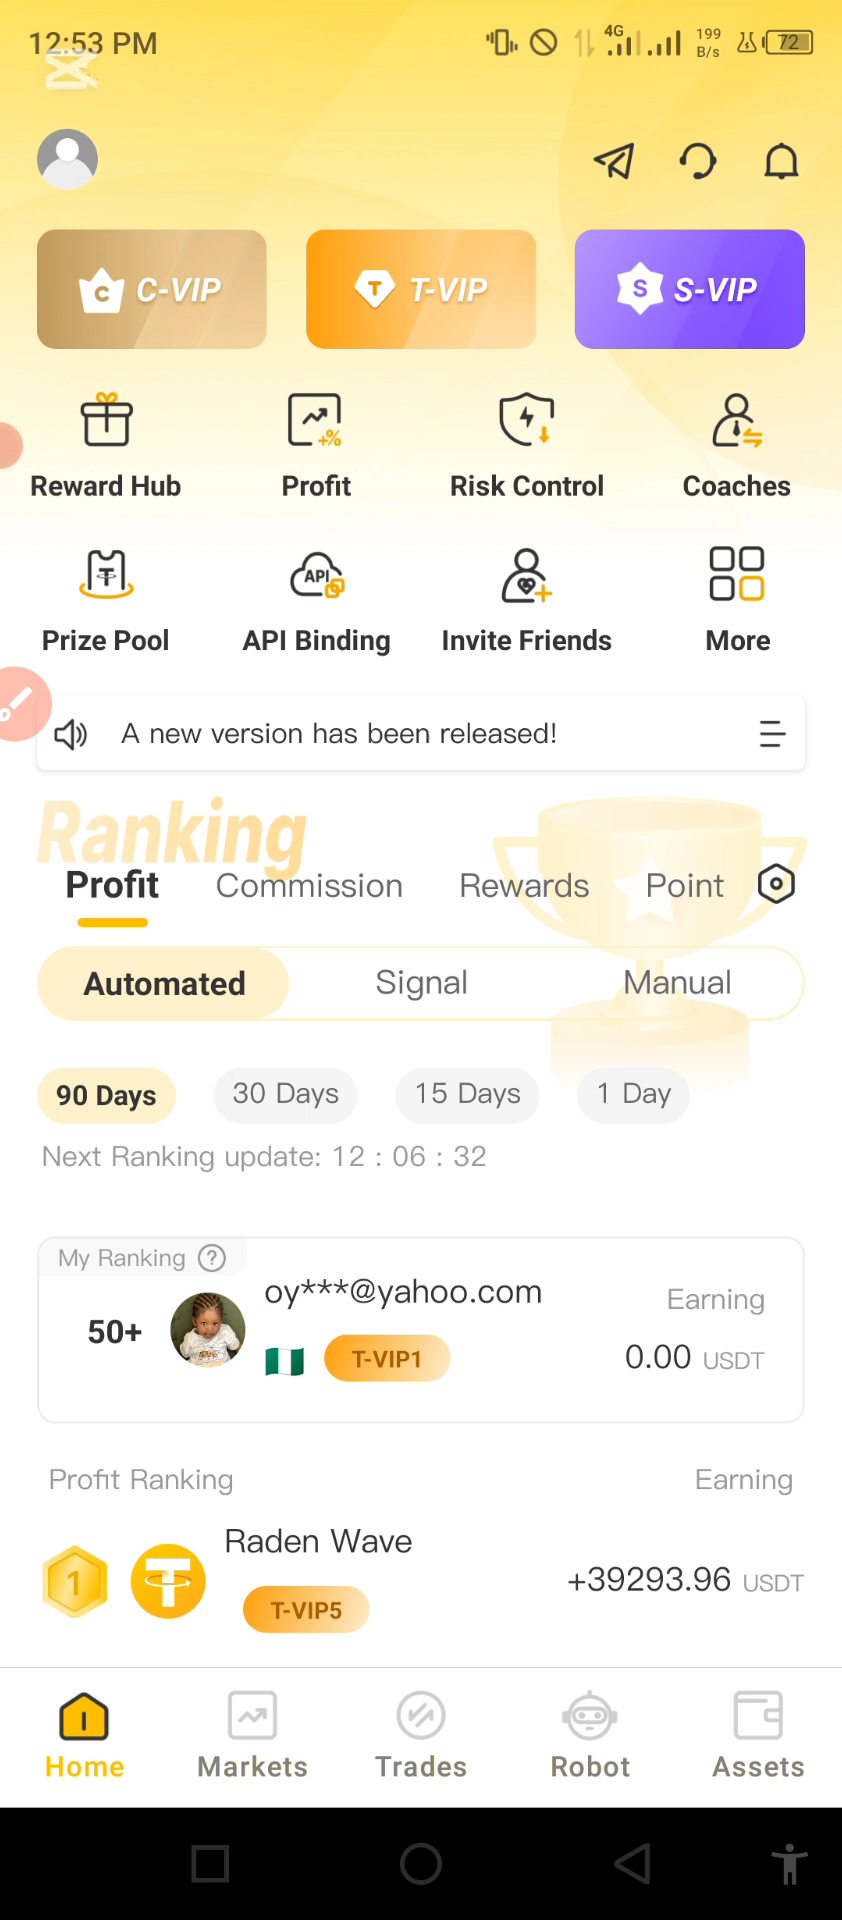 12:53 PM
4G
199
B/s
72
C
C-VIP
T
T-VIP
S
S-VIP
+%
Reward Hub
Profit
Risk Control
Coaches
API
Prize Pool
API Binding
Invite Friends
More
A new version has been released!
Ranking
Profit
Commission
Rewards
Point
Automated
Signal
Manual
90 Days
30 Days
15 Days
1 Day
Next Ranking update: 12 : 06 : 32
My Ranking ?
50+
oy***@yahoo.com
T-VIP1
Earning
0.00 USDT
Profit Ranking
Earning
1
Raden Wave
T-VIP5
+39293.96 USDT
Home
Markets
Trades
Robot
Assets